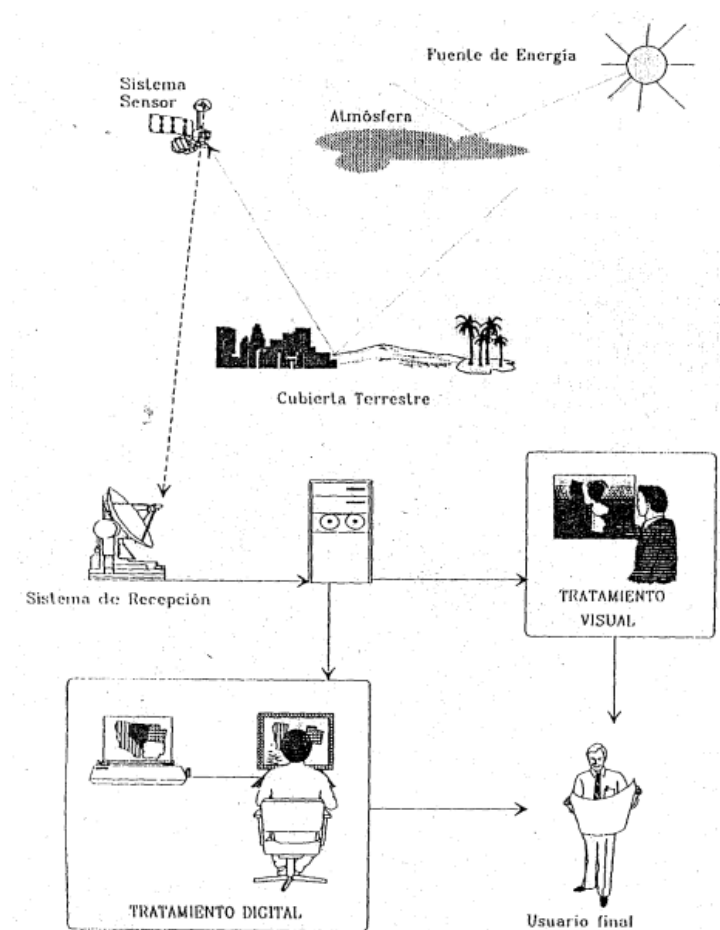 Fuente de Energía
Sistema
Sensor
Atmósfera
Cubierta Terrestre
Sistema de Recepción
TRATAMIENTO
VISUAL
TRATAMIENTO DIGITAL
Usuario final